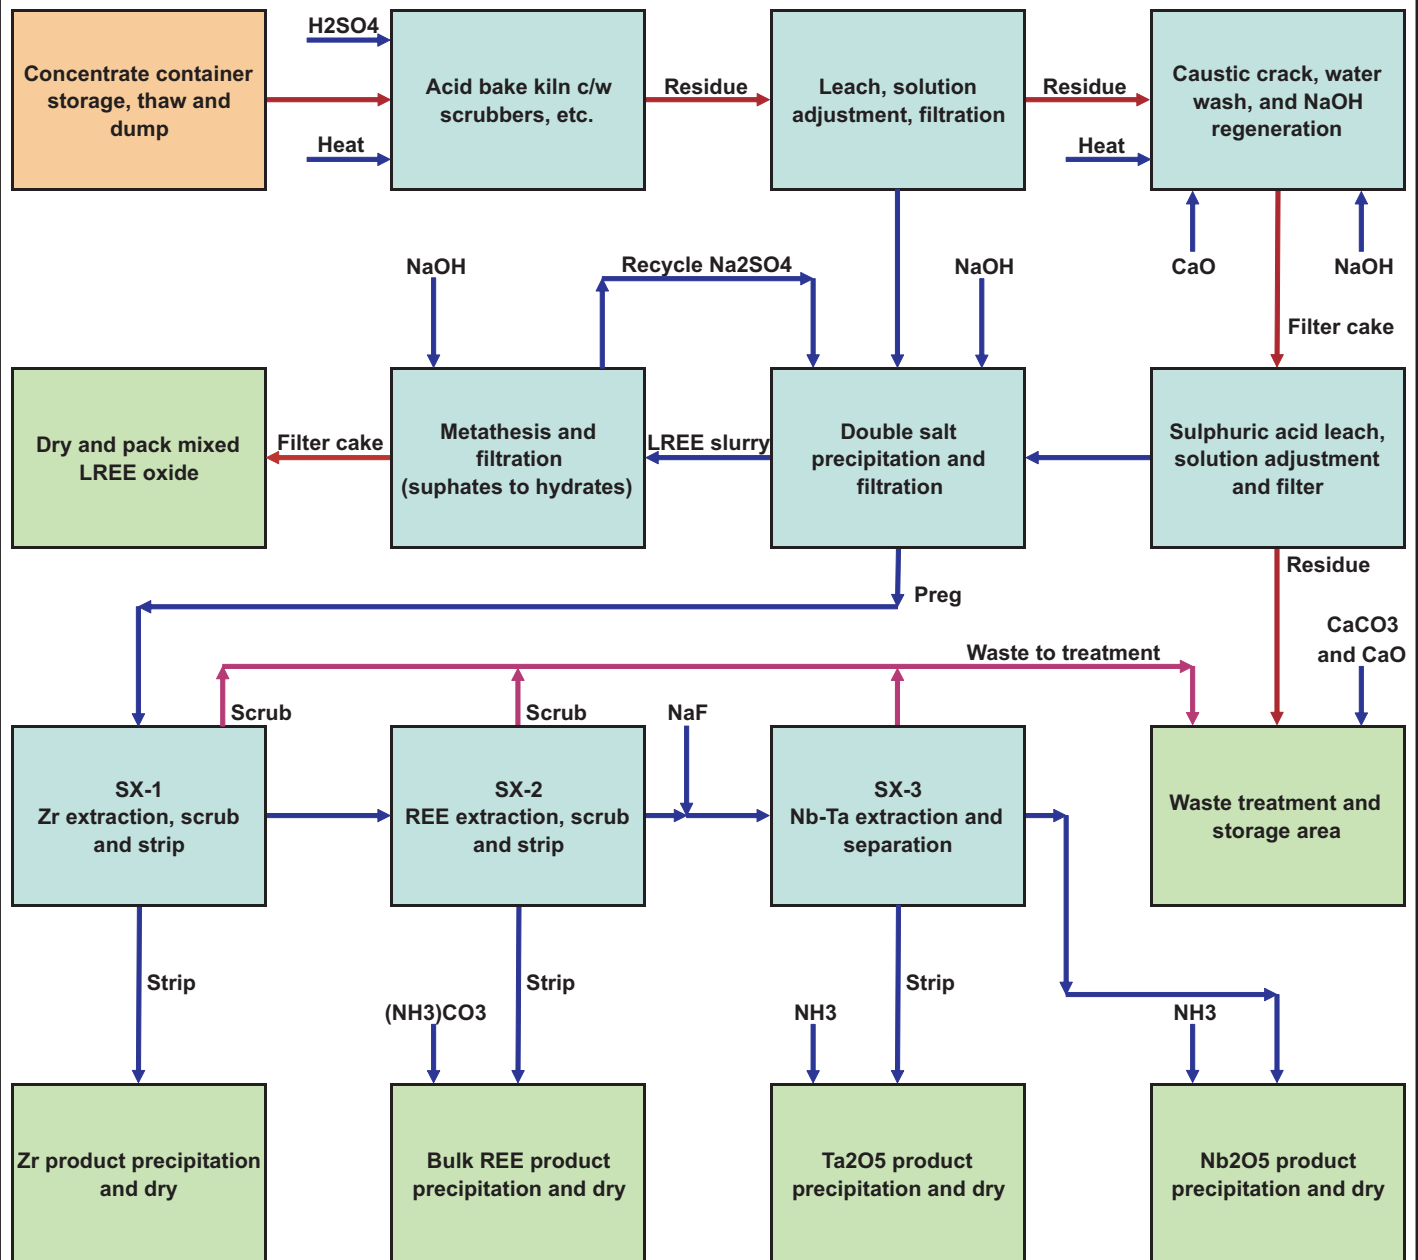 H2SO4
Concentrate container
storage, thaw and
dump
Acid bake kiln c/w
scrubbers, etc.
Residue
Leach, solution
adjustment, filtration
Residue
Caustic crack, water
wash, and NaOH
regeneration
Heat
Heat
NaOH
Recycle Na2SO4
NaOH
CaO
NaOH
Filter cake
Dry and pack mixed
LREE oxide
Filter cake
Metathesis and
filtration
(suphates to hydrates)
LREE slurry
Double salt
precipitation and
filtration
Sulphuric acid leach,
solution adjustment
and filter
Residue
Preg
CaCO3
and CaO
Waste to treatment
Scrub
Scrub
NaF
SX-1
Zr extraction, scrub
and strip
SX-2
REE extraction, scrub
and strip
SX-3
Nb-Ta extraction and
separation
Waste treatment and
storage area
Strip
Strip
Strip
(NH3)CO3
NH3
NH3
Zr product precipitation
and dry
Bulk REE product
precipitation and dry
Ta2O5 product
precipitation and dry
Nb2O5 product
precipitation and dry